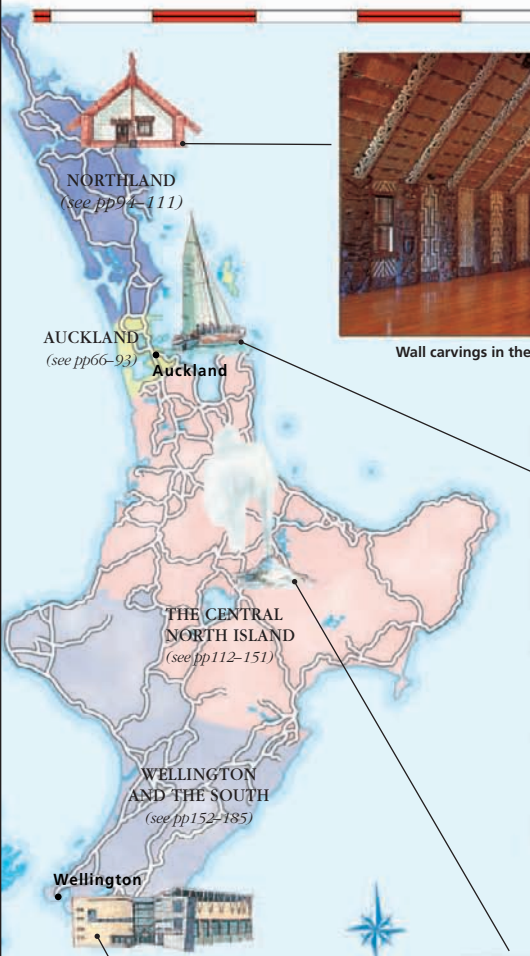 NORTHLAND
(see pp94–111)
Wall carvings in the
AUCKLAND
(see pp66–93)
Auckland
THE CENTRAL
NORTH ISLAND
(see pp112–151)
WELLINGTON
AND THE SOUTH
(see pp152–185)
Wellington